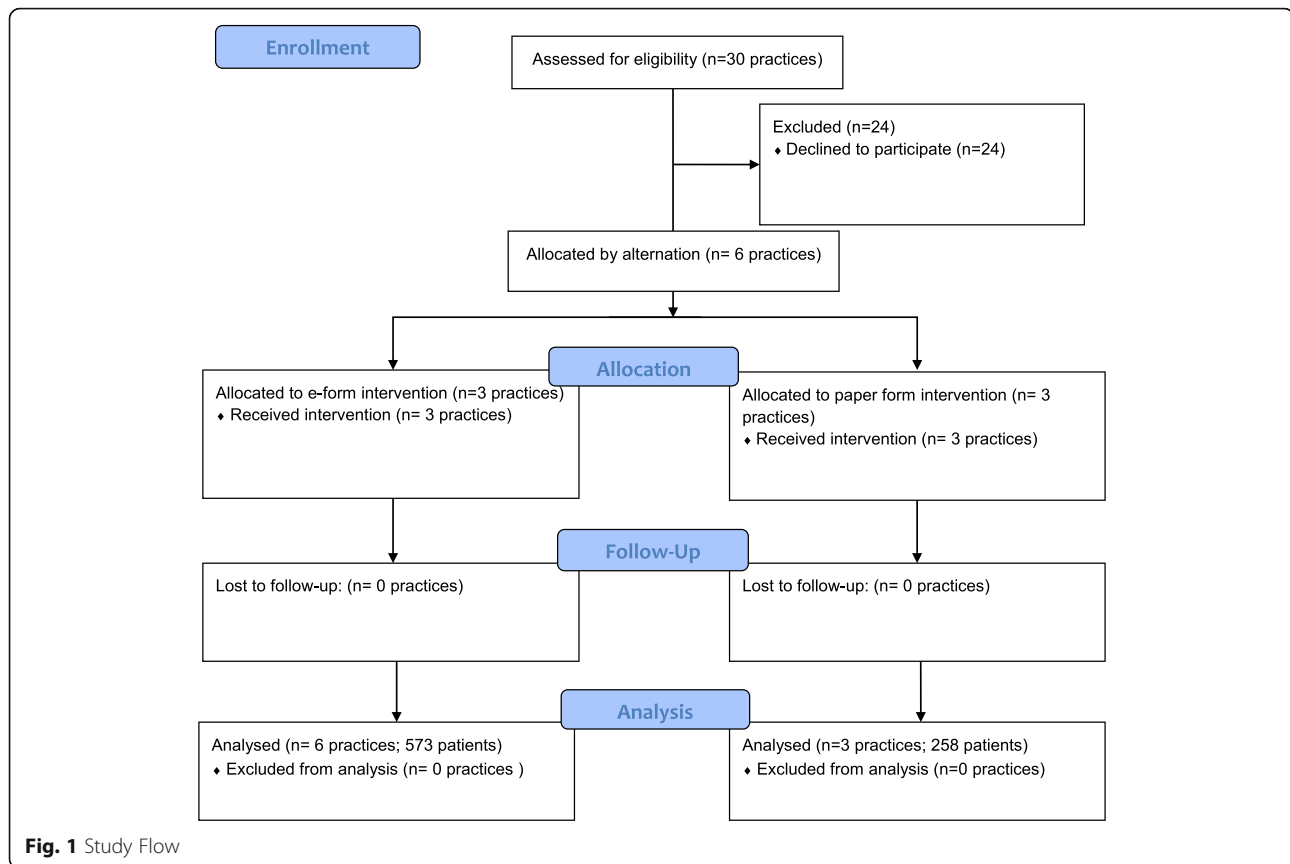 Enrollment
Assessed for eligibility (n=30 practices)
Excluded (n=24)
♦ Declined to participate (n=24)
Allocated by alternation (n= 6 practices)
Allocation
Allocated to e-form intervention (n=3 practices)
♦ Received intervention (n= 3 practices)
Allocated to paper form intervention (n= 3
practices)
♦ Received intervention (n= 3 practices)
Follow-Up
Lost to follow-up: (n= 0 practices)
Lost to follow-up: (n= 0 practices)
Analysis
Analysed (n= 6 practices; 573 patients)
♦ Excluded from analysis (n= 0 practices )
Analysed (n=3 practices; 258 patients)
♦ Excluded from analysis (n=0 practices)
Fig. 1 Study Flow